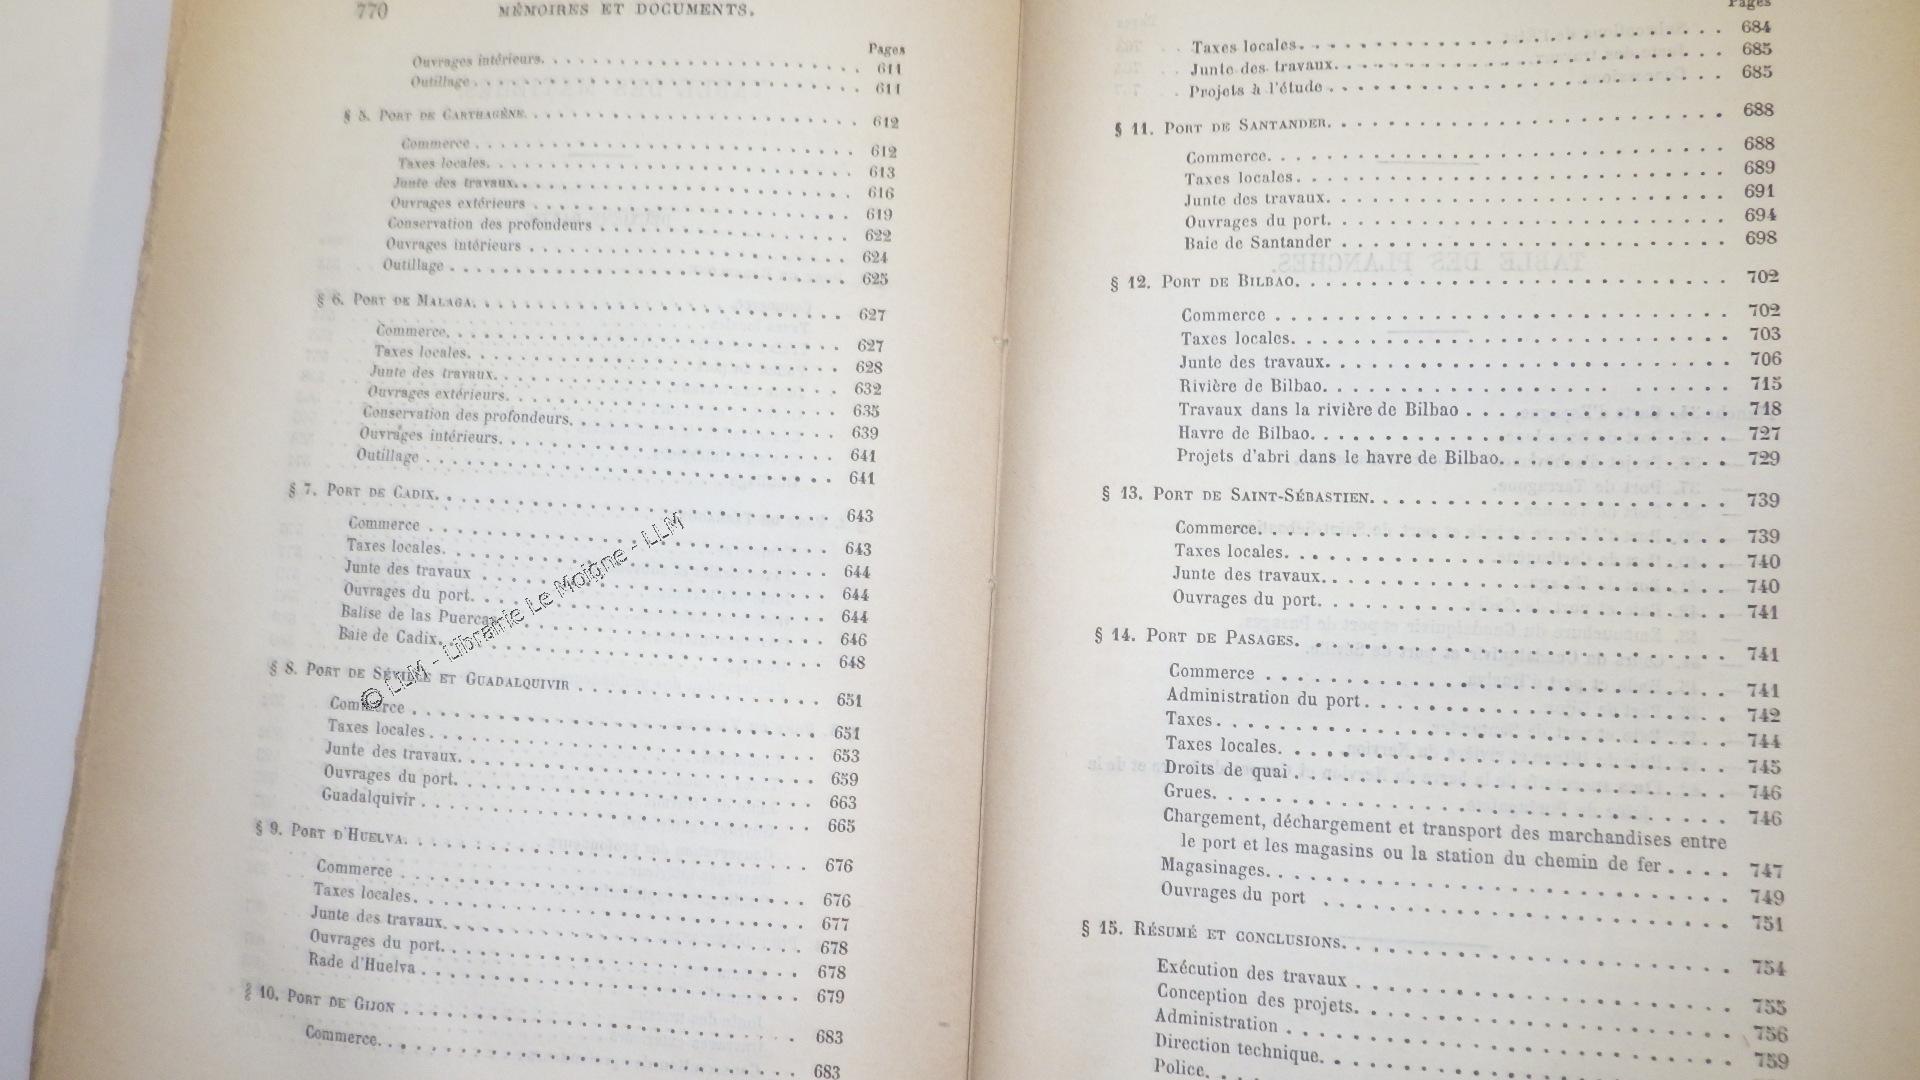 770 MÉMOIRES ET DOCUMENTS.
Pages
Ouvrages intérieurs. 611
Outillage 611
§ 5. PORT DE CARTHAGÈNE. 612
Commerce 612
Taxes locales. 613
Junte des travaux. 616
Ouvrages extérieurs 619
Conservation des profondeurs 622
Ouvrages intérieurs 624
Outillage 625
§ 6. PORT DE MALAGA. 627
Commerce. 627
Taxes locales. 628
Junte des travaux. 632
Ouvrages extérieurs. 635
Conservation des profondeurs. 639
Ouvrages intérieurs. 641
Outillage 641
§ 7. PORT DE CADIX. 643
Commerce 643
Taxes locales. 644
Junte des travaux 644
Ouvrages du port. 644
Balise de las Puercas 646
Baie de Cadix. 648
§ 8. PORT DE SÉVILLE ET GUADALQUIVIR 651
Commerce 651
Taxes locales 653
Junte des travaux. 659
Ouvrages du port. 663
Guadalquivir 665
§ 9. PORT D'HUELVA. 676
Commerce 676
Taxes locales. 677
Junte des travaux. 678
Ouvrages du port. 678
Rade d'Huelva 679
§ 10. PORT DE GIJON 683
Commerce. 683
© LLM - Librairie Le Moigne - LLM
Pages
Taxes locales. 684
Junte des travaux. 685
Projets à l'étude 685
§ 11. PORT DE SANTANDER. 688
Commerce. 688
Taxes locales. 689
Junte des travaux. 691
Ouvrages du port. 694
Baie de Santander 698
§ 12. PORT DE BILBAO. 702
Commerce 702
Taxes locales. 703
Junte des travaux. 706
Rivière de Bilbao. 715
Travaux dans la rivière de Bilbao 718
Havre de Bilbao. 727
Projets d'abri dans le havre de Bilbao. 729
§ 13. PORT DE SAINT-SÉBASTIEN. 739
Commerce. 739
Taxes locales. 740
Junte des travaux. 740
Ouvrages du port. 741
§ 14. PORT DE PASAGES. 741
Commerce 741
Administration du port. 742
Taxes. 744
Taxes locales. 745
Droits de quai 746
Grues. 746
Chargement, déchargement et transport des marchandises entre
le port et les magasins ou la station du chemin de fer 747
Magasinages. 749
Ouvrages du port 751
§ 15. RÉSUMÉ ET CONCLUSIONS. 754
Exécution des travaux 755
Conception des projets. 756
Administration 759
Direction technique.
Police.